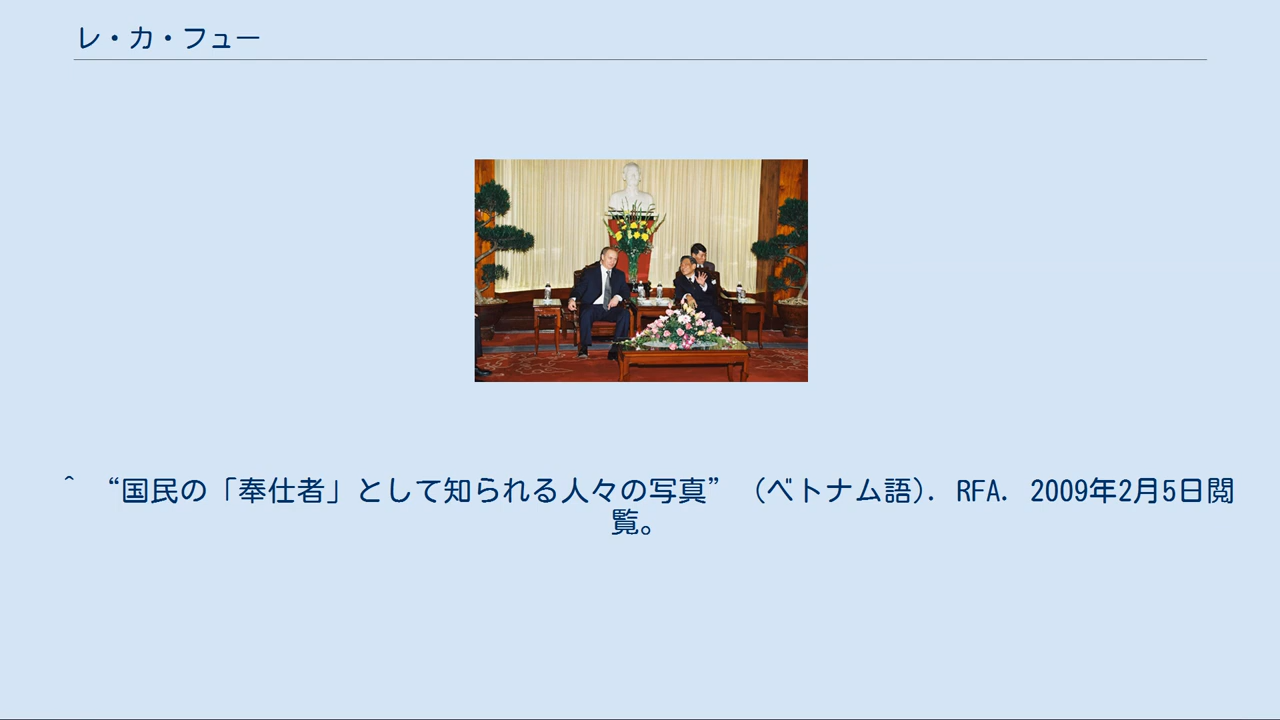 レ・カ・フュー
^ “国民の「奉仕者」として知られる人々の写真” (ベトナム語). RFA. 2009年2月5日閲
覧。